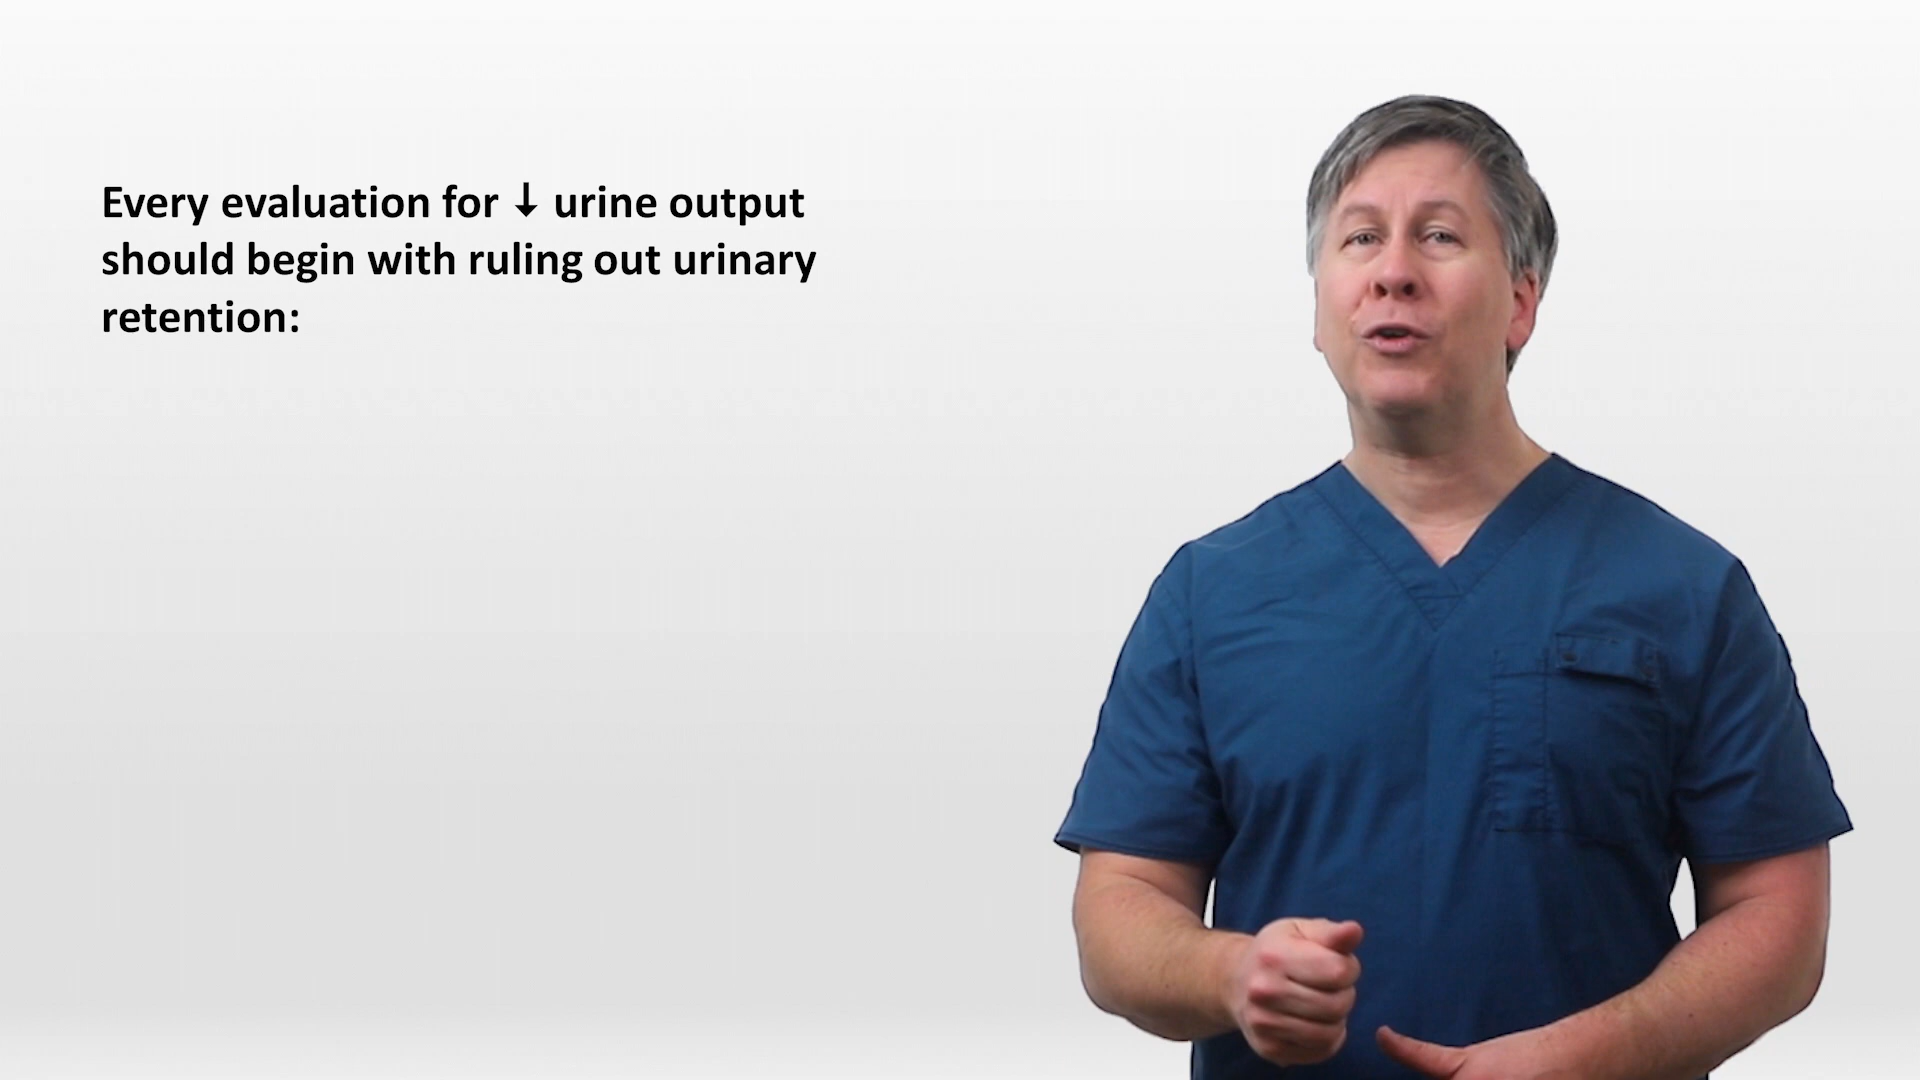 Every evaluation for ↓ urine output
should begin with ruling out urinary
retention: